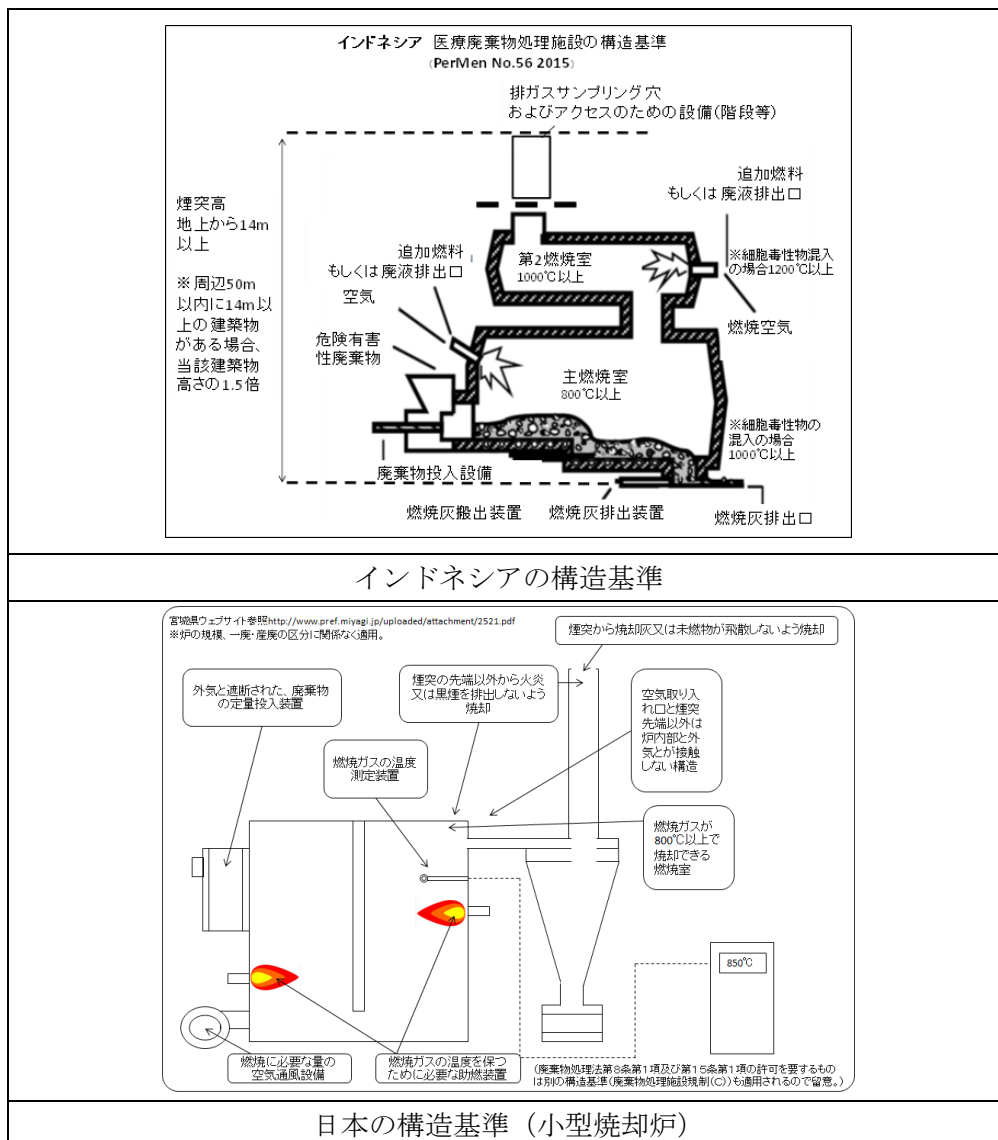 インドネシア 医療廃棄物処理施設の構造基準
(PerMen No.56 2015)
排ガスサンプリング穴
およびアクセスのための設備(階段等)
追加燃料
もしくは廃液排出口
煙突高
地上から14m
以上
※周辺50m
以内に14m以
上の建築物
がある場合、
当該建築物
高さの1.5倍
追加燃料
もしくは廃液排出口
空気
危険有害
性廃棄物
第2燃焼室
1000℃以上
※細胞毒性物混入
の場合1200℃以上
燃焼空気
主燃焼室
800℃以上
※細胞毒性物の
混入の場合
1000℃以上
廃棄物投入設備
燃焼灰搬出装置
燃焼灰排出装置
燃焼灰排出口
インドネシアの構造基準
宮城県ウェブサイト参照http://www.pref.miyagi.jp/uploaded/attachment/2521.pdf
※炉の規模、一廃・産廃の区分に関係なく適用。
煙突から焼却灰又は未燃物が飛散しないよう焼却
外気と遮断された、廃棄物
の定量投入装置
煙突の先端以外から火炎
又は黒煙を排出しないよう
焼却
空気取り入
れ口と煙突
先端以外は
炉内部と外
気とが接触
しない構造
燃焼ガスの温度
測定装置
燃焼ガスが
800℃以上で
焼却できる
燃焼室
850℃
燃焼に必要な量の
空気通風設備
燃焼ガスの温度を保つ
ために必要な助燃装置
(廃棄物処理法第8条第1項及び第15条第1項の許可を要するもの
は別の構造基準(廃棄物処理施設規制(C))も適用されるので留意。)
日本の構造基準（小型焼却炉）